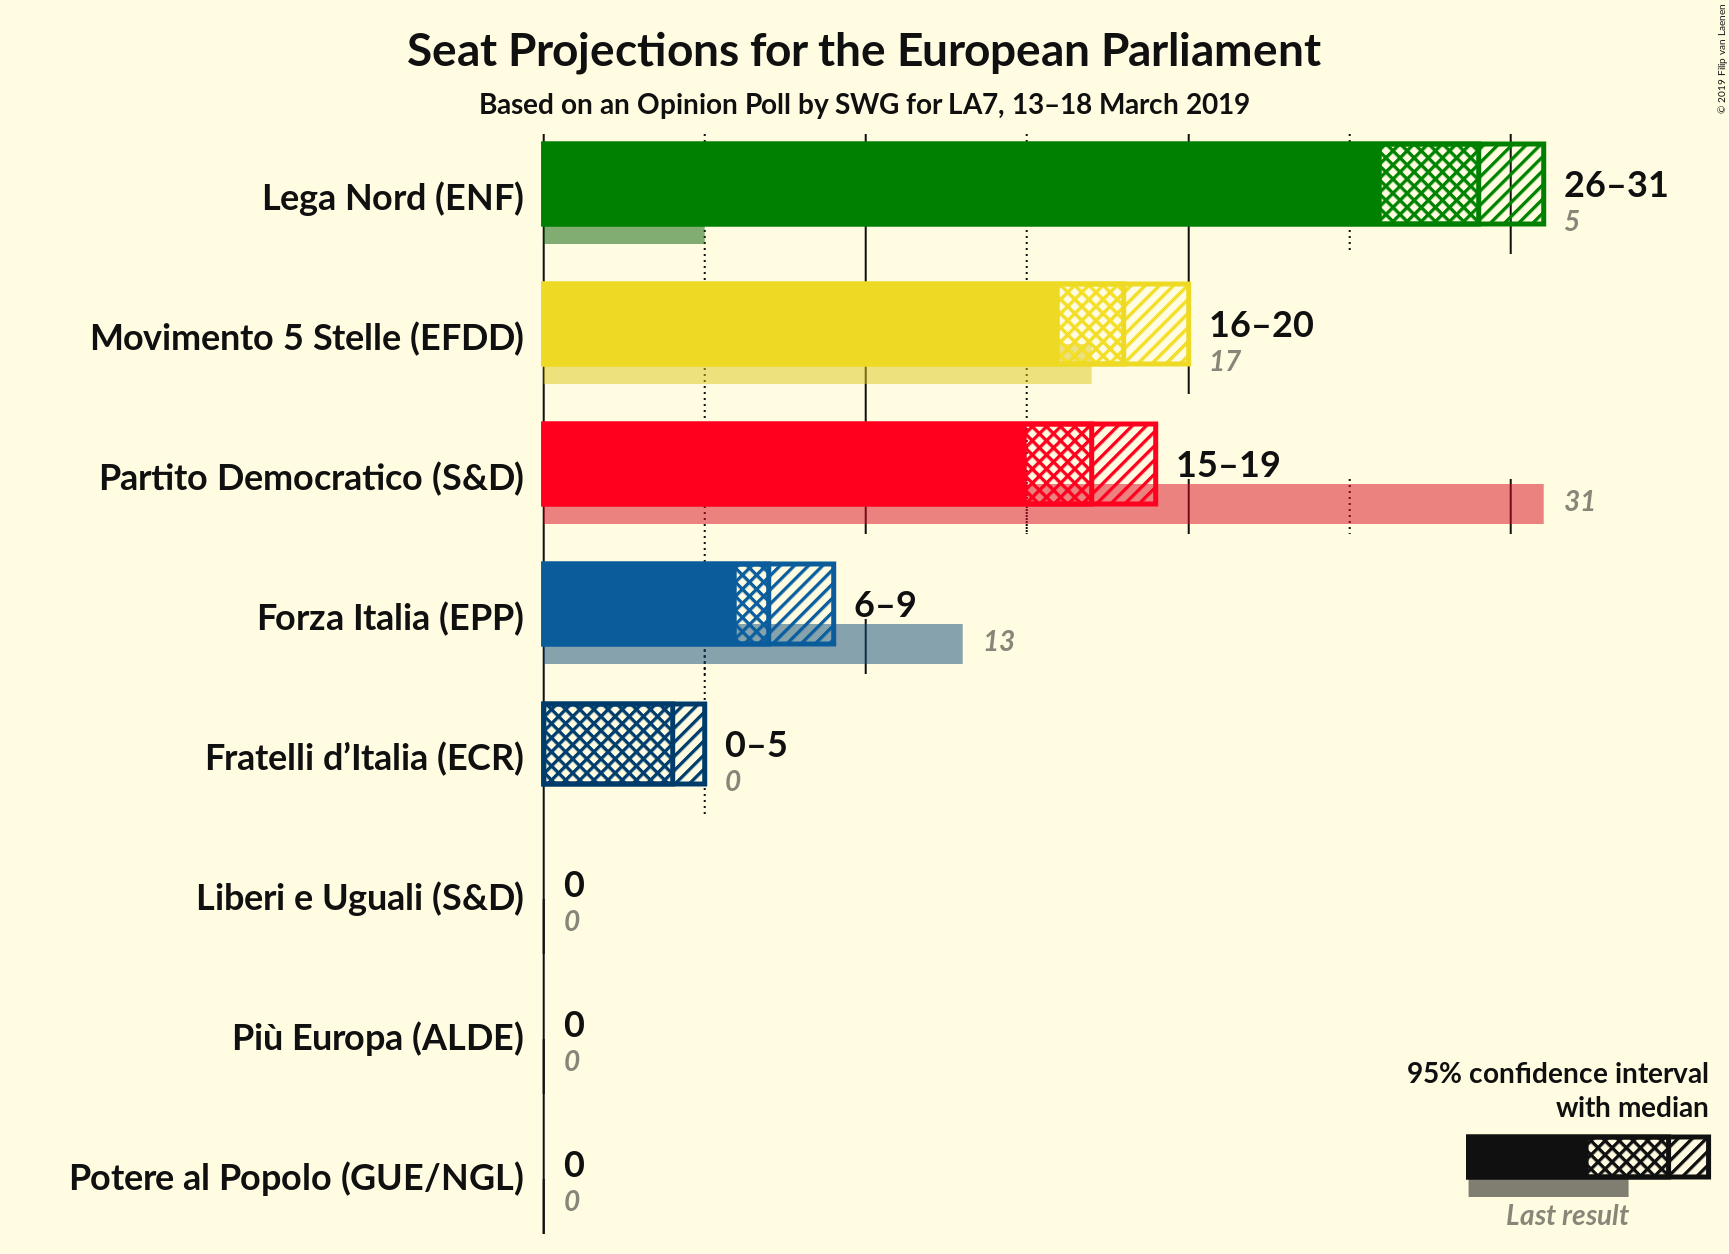 Seat Projections for the European Parliament
Based on an Opinion Poll by SWG for LA7, 13–18 March 2019
© 2019 Filip van Laenen
Lega Nord (ENF)
26–31
5
Movimento 5 Stelle (EFDD)
16–20
17
Partito Democratico (S&D)
15–19
31
Forza Italia (EPP)
6–9
13
Fratelli d’Italia (ECR)
0–5
0
Liberi e Uguali (S&D)
0
0
Più Europa (ALDE)
0
0
Potere al Popolo (GUE/NGL)
0
0
95% confidence interval
with median
Last result